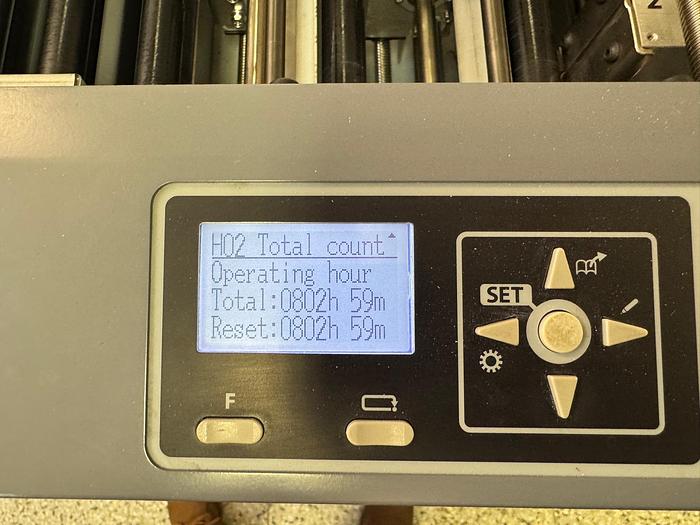 2
H02 Total count
Operating hour
Total:0802h 59m
Reset:0802h 59m
SET
F